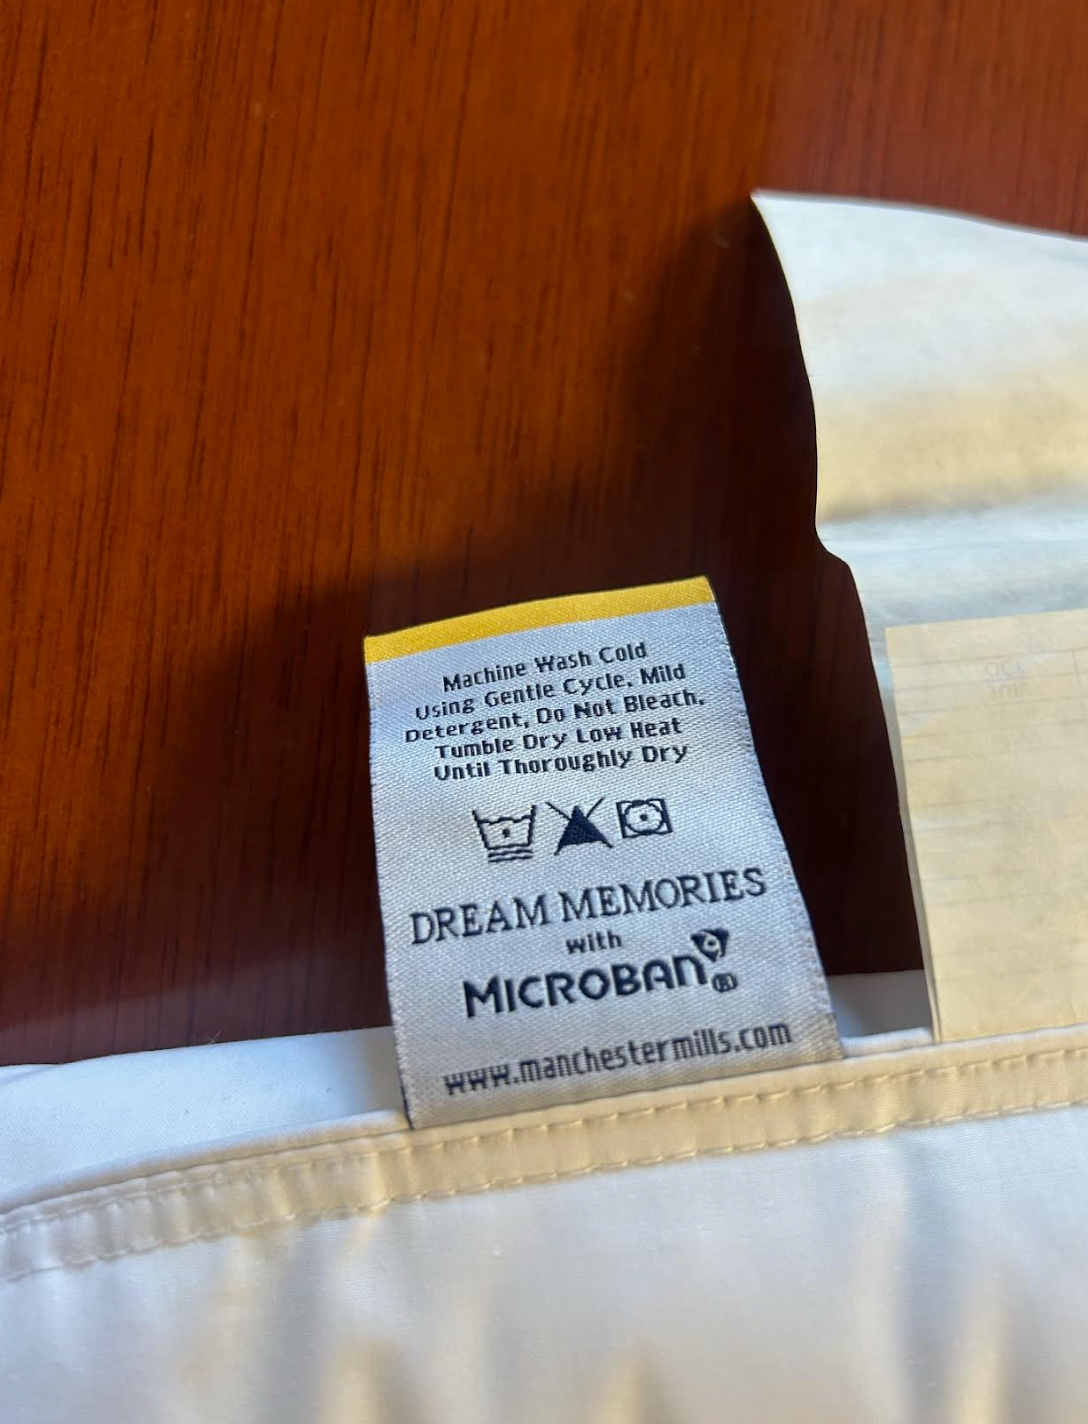 Machine Wash Cold
Using Gentle Cycle, Mild
Detergent, Do Not Bleach,
Tumble Dry Low Heat
Until Thoroughly Dry
DREAM MEMORIES
with
MICROBAN®
www.manchestermills.com